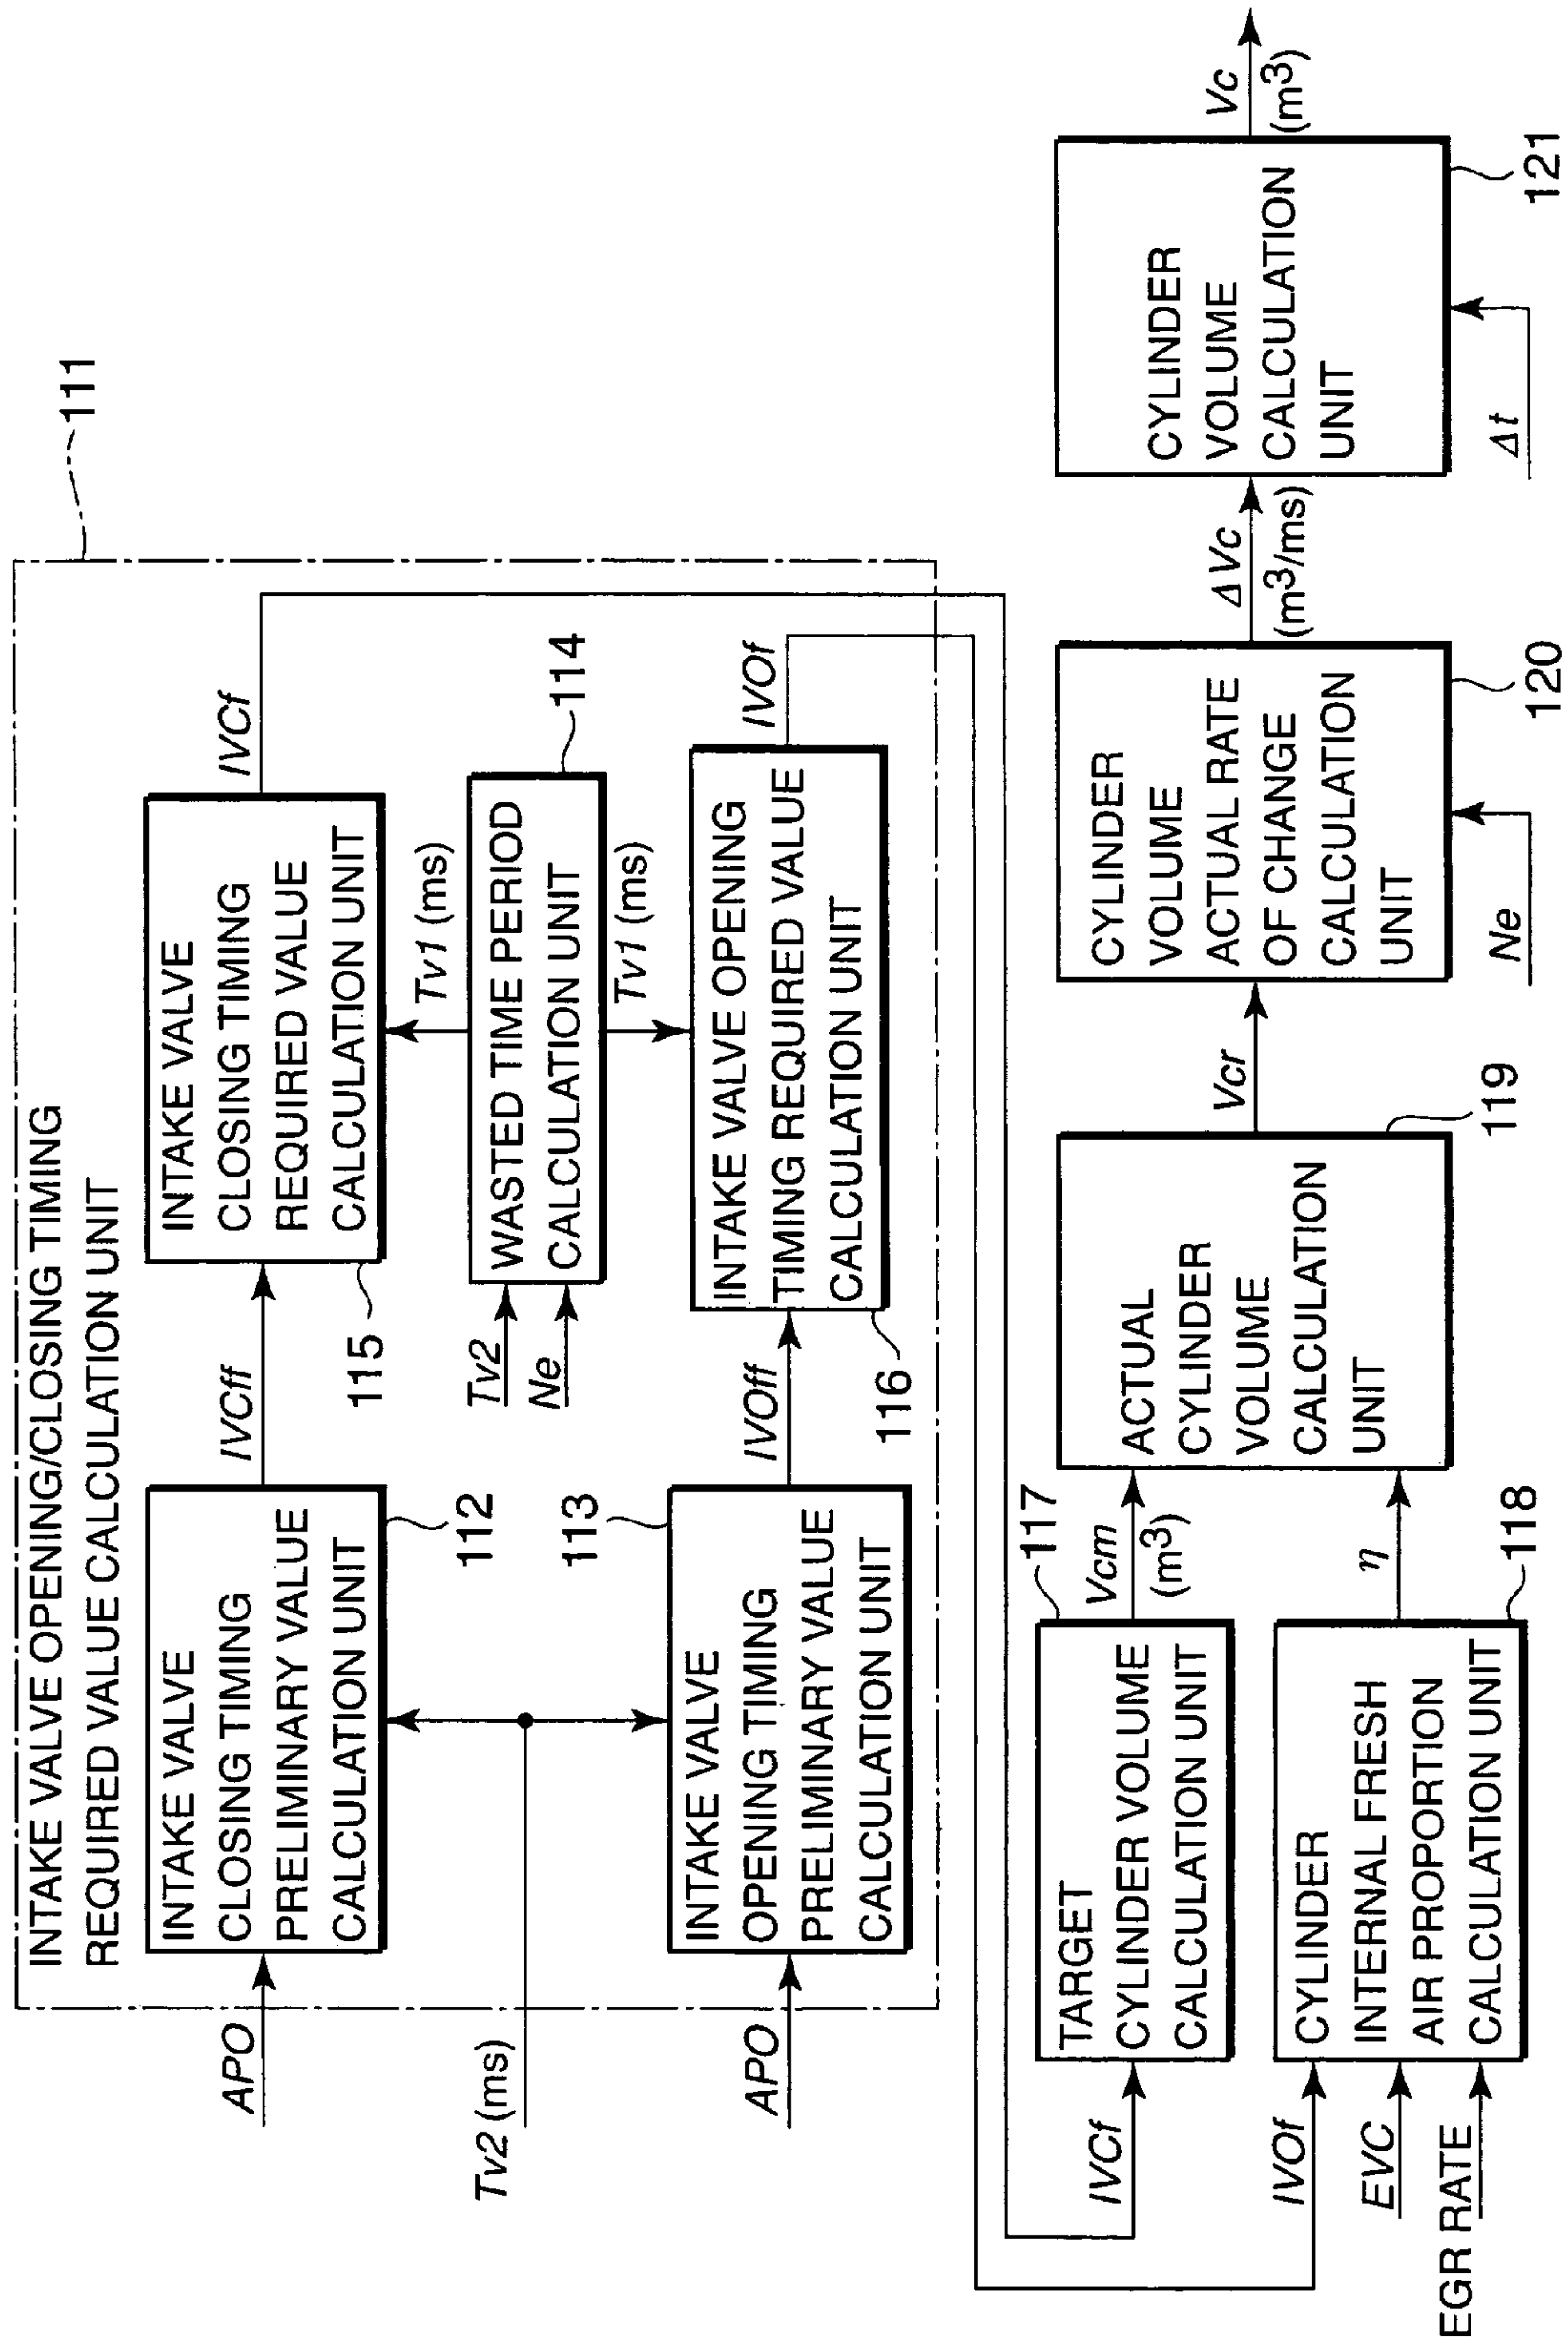 INTAKE VALVE OPENING/CLOSING TIMING
REQUIRED VALUE CALCULATION UNIT
111
APO
INTAKE VALVE
CLOSING TIMING
PRELIMINARY VALUE
CALCULATION UNIT
112
IVCff
INTAKE VALVE
CLOSING TIMING
REQUIRED VALUE
CALCULATION UNIT
115
IVCf
Tv1 (ms)
Tv2 (ms)
Tv2
Ne
WASTED TIME PERIOD
CALCULATION UNIT
114
Tv1 (ms)
APO
113
INTAKE VALVE
OPENING TIMING
PRELIMINARY VALUE
CALCULATION UNIT
IVOff
INTAKE VALVE OPENING
TIMING REQUIRED VALUE
CALCULATION UNIT
116
IVOf
IVCf
TARGET
CYLINDER VOLUME
CALCULATION UNIT
117
Vcm
(m³)
IVOf
EVC
EGR RATE
CYLINDER
INTERNAL FRESH
AIR PROPORTION
CALCULATION UNIT
118
η
ACTUAL
CYLINDER
VOLUME
CALCULATION
UNIT
119
Vcr
CYLINDER
VOLUME
ACTUAL RATE
OF CHANGE
CALCULATION
UNIT
120
Ne
ΔVc
(m³/ms)
CYLINDER
VOLUME
CALCULATION
UNIT
121
Δt
Vc
(m³)